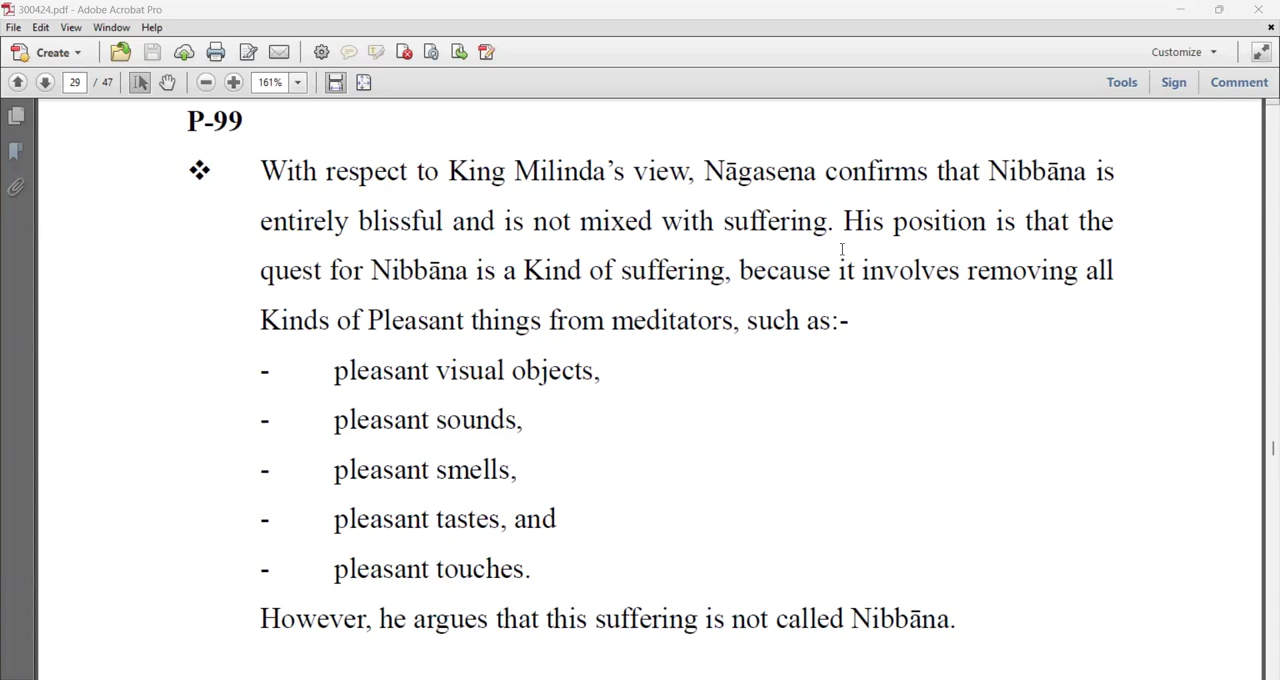 300424.pdf - Adobe Acrobat Pro
File Edit View Window Help
Create Customize
29 / 47 161% Tools Sign Comment
P-99
❖ With respect to King Milinda’s view, Nāgasena confirms that Nibbāna is
entirely blissful and is not mixed with suffering. His position is that the
quest for Nibbāna is a Kind of suffering, because it involves removing all
Kinds of Pleasant things from meditators, such as:-
- pleasant visual objects,
- pleasant sounds,
- pleasant smells,
- pleasant tastes, and
- pleasant touches.
However, he argues that this suffering is not called Nibbāna.